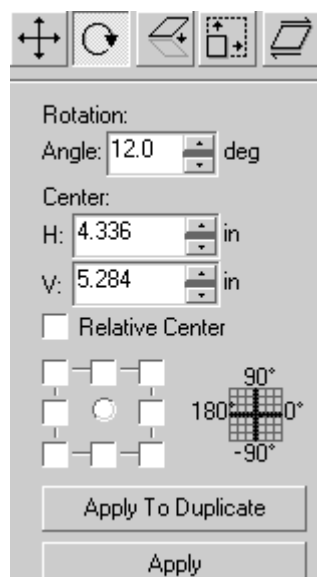 Rotation:
Angle: 12.0 deg
Center:
H: 4.336 in
V: 5.284 in
Relative Center
90°
180° 0°
-90°
Apply To Duplicate
Apply